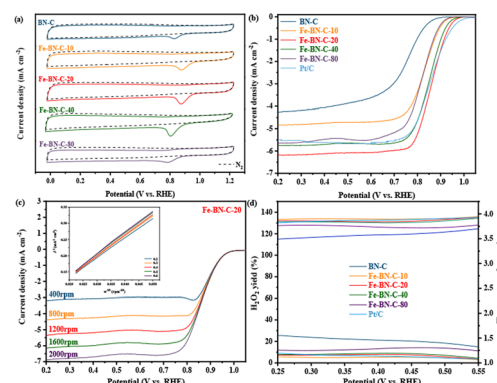 (a)
BN-C
Fe-BN-C-10
Fe-BN-C-20
Fe-BN-C-40
Fe-BN-C-80
N2
Current density (mA cm-2)
0.0 0.2 0.4 0.6 0.8 1.0 1.2
Potential (V vs. RHE)
(b)
BN-C
Fe-BN-C-10
Fe-BN-C-20
Fe-BN-C-40
Fe-BN-C-80
Pt/C
Current density (mA cm-2)
0
-1
-2
-3
-4
-5
-6
-7
0.2 0.3 0.4 0.5 0.6 0.7 0.8 0.9 1.0
Potential (V vs. RHE)
(c)
Fe-BN-C-20
400rpm
800rpm
1200rpm
1600rpm
2000rpm
Current density (mA cm-2)
3
2
1
0
-1
-2
-3
-4
-5
-6
-7
0.2 0.4 0.6 0.8 1.0
Potential (V vs. RHE)
(d)
BN-C
Fe-BN-C-10
Fe-BN-C-20
Fe-BN-C-40
Fe-BN-C-80
Pt/C
H2O2 yield (%)
140
120
100
80
60
40
20
0
4.0
3.5
3.0
2.5
2.0
1.5
1.0
0.25 0.30 0.35 0.40 0.45 0.50 0.55
Potential (V vs. RHE)